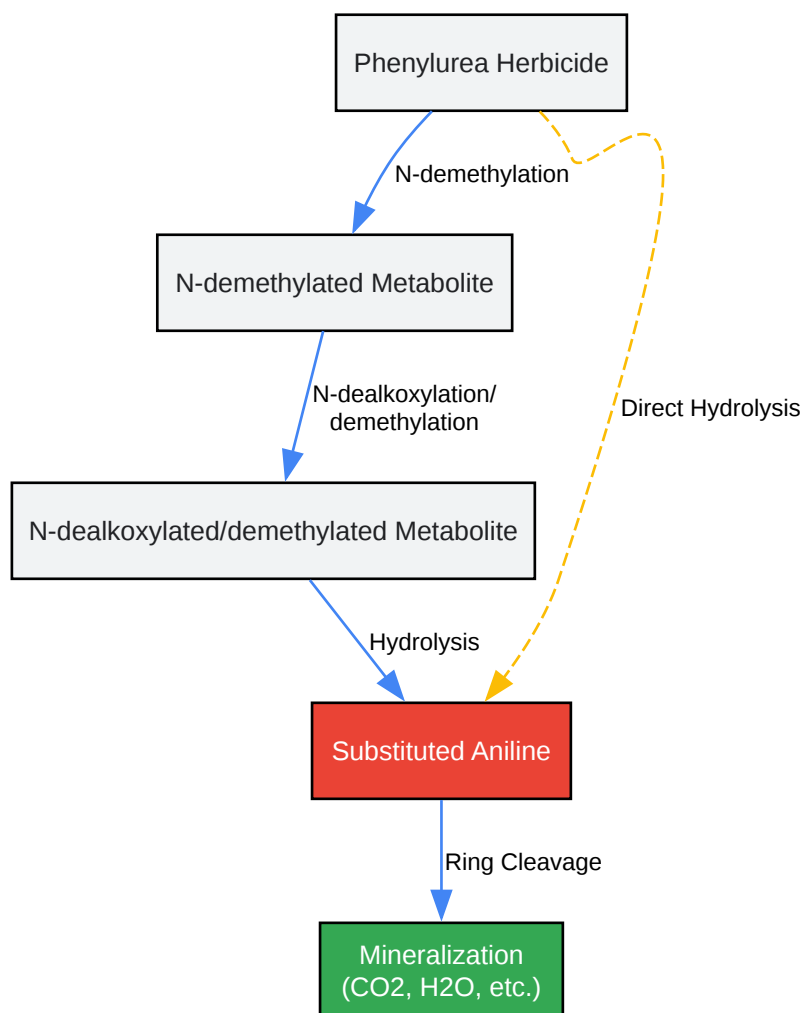 Phenylurea Herbicide
N-demethylation
N-demethylated Metabolite
N-dealkoxylation/
demethylation
Direct Hydrolysis
N-dealkoxylated/demethylated Metabolite
Hydrolysis
Substituted Aniline
Ring Cleavage
Mineralization
(CO2, H2O, etc.)